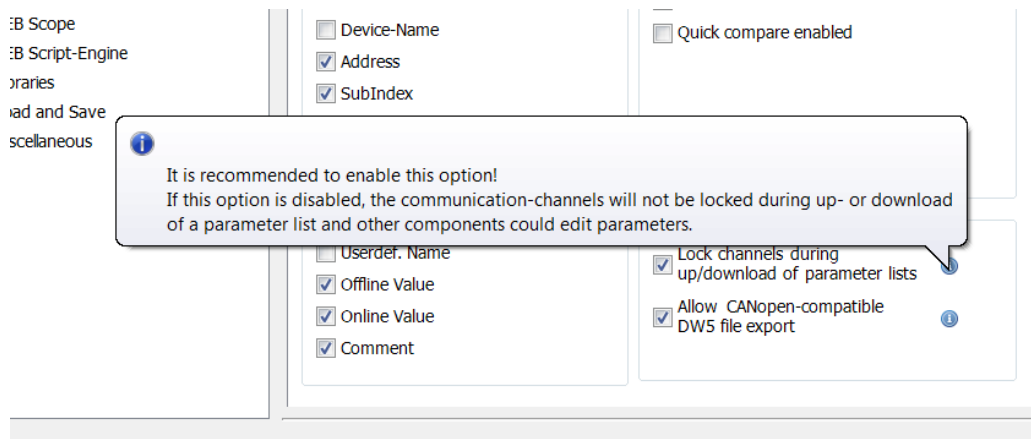 EB Scope
EB Script-Engine
braries
ad and Save
scellaneous
Device-Name
Address
SubIndex
Quick compare enabled
It is recommended to enable this option!
If this option is disabled, the communication-channels will not be locked during up- or download
of a parameter list and other components could edit parameters.
Userdef. Name
Offline Value
Online Value
Comment
Lock channels during
up/download of parameter lists
Allow CANopen-compatible
DW5 file export